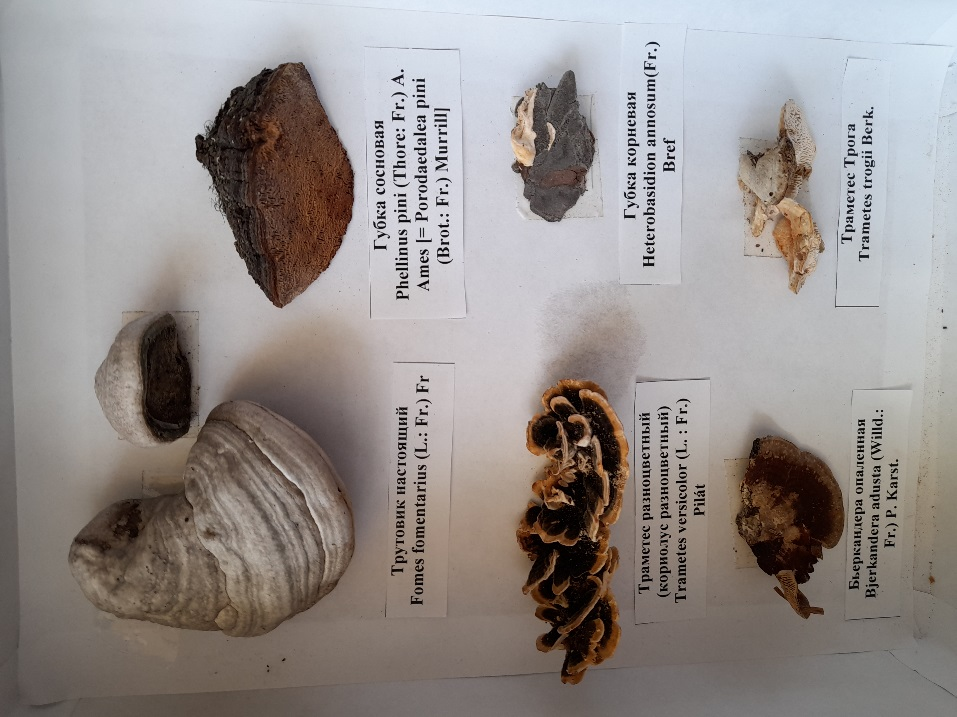 Трутовик настоящий
Fomes fomentarius (L.: Fr.) Fr
Губка сосновая
Phellinus pini (Thore: Fr.) A.
Ames [= Porodaedalea pini
(Brot.: Fr.) Murrill]
Траметес разноцветный
(кориолус разноцветный)
Trametes versicolor (L. : Fr.)
Pilát
Губка корневая
Heterobasidion annosum(Fr.)
Bref
Бьеркандера опаленная
Bjerkandera adusta (Willd.:
Fr.) P. Karst.
Траметес Трога
Trametes trogii Berk.